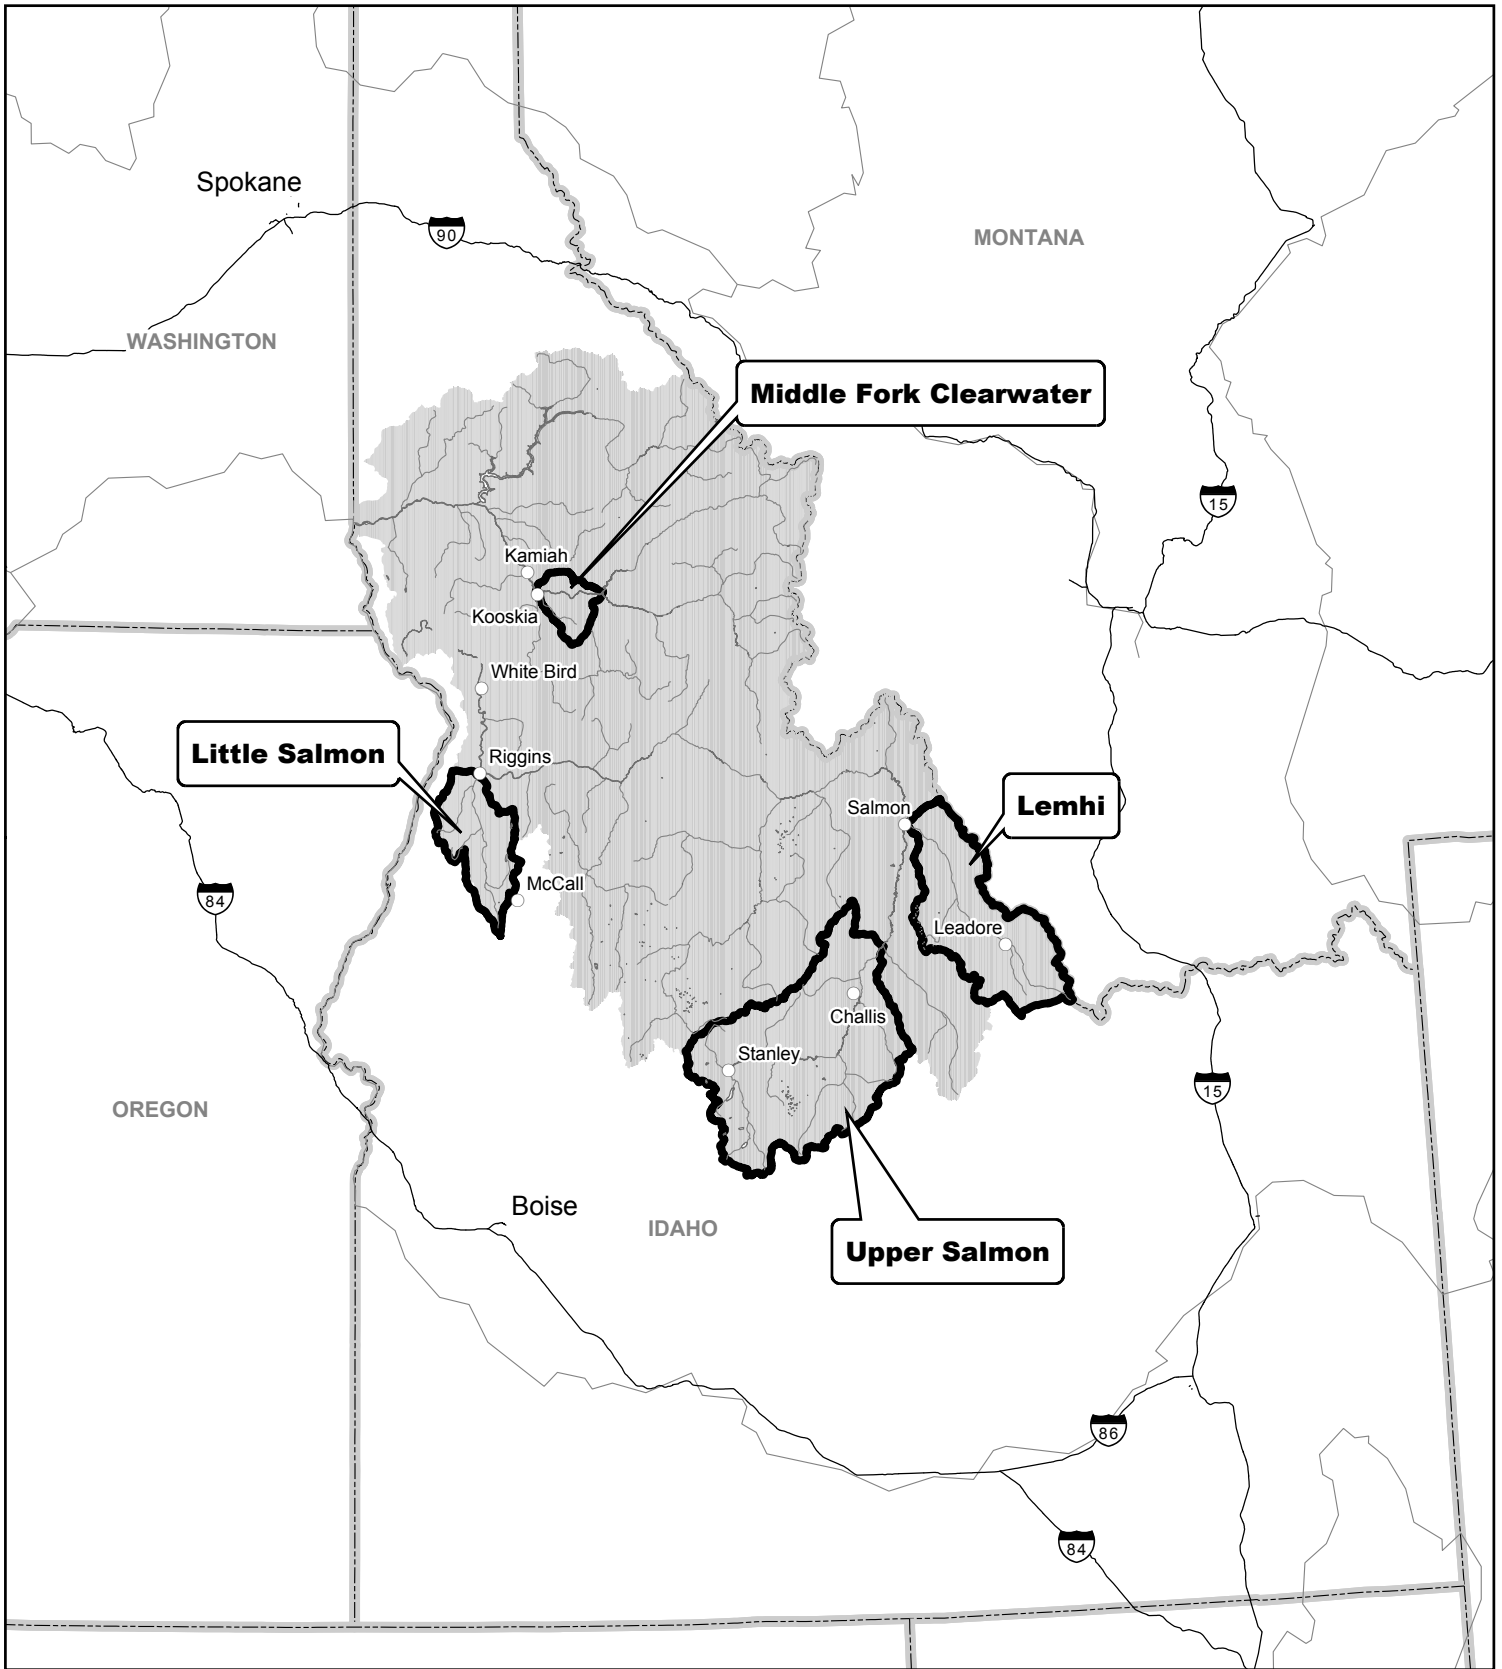 Spokane
90
MONTANA
WASHINGTON
Middle Fork Clearwater
15
Kamiah
Kooskia
White Bird
Little Salmon
Riggins
Salmon
Lemhi
84
McCall
Leadore
Challis
Stanley
15
OREGON
Boise
IDAHO
Upper Salmon
86
84